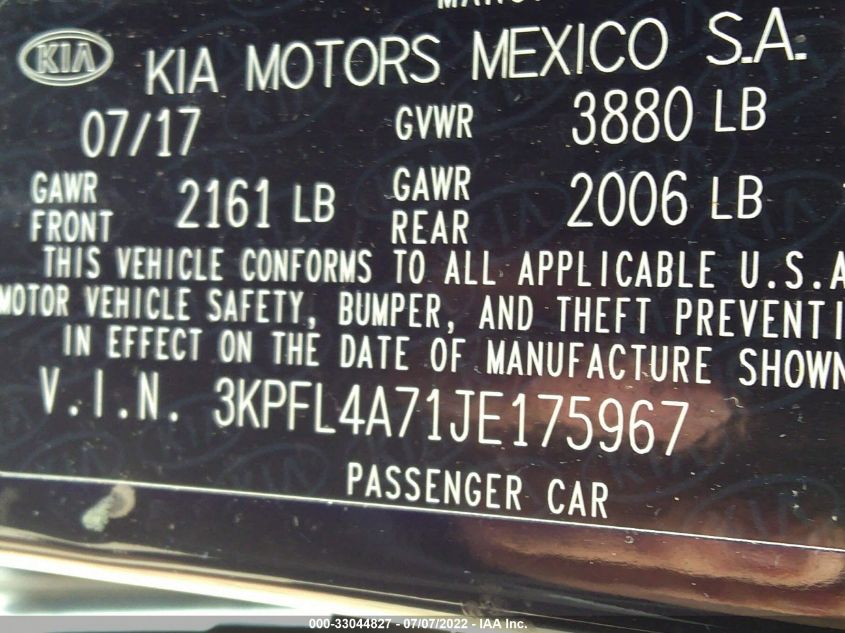 KIA
KIA MOTORS MEXICO S.A.
07/17 GVWR 3880 LB
GAWR FRONT 2161 LB GAWR REAR 2006 LB
THIS VEHICLE CONFORMS TO ALL APPLICABLE U.S.A
MOTOR VEHICLE SAFETY, BUMPER, AND THEFT PREVENTI
IN EFFECT ON THE DATE OF MANUFACTURE SHOWN
V.I.N. 3KPFL4A71JE175967
PASSENGER CAR
000-33044827 - 07/07/2022 - IAA Inc.